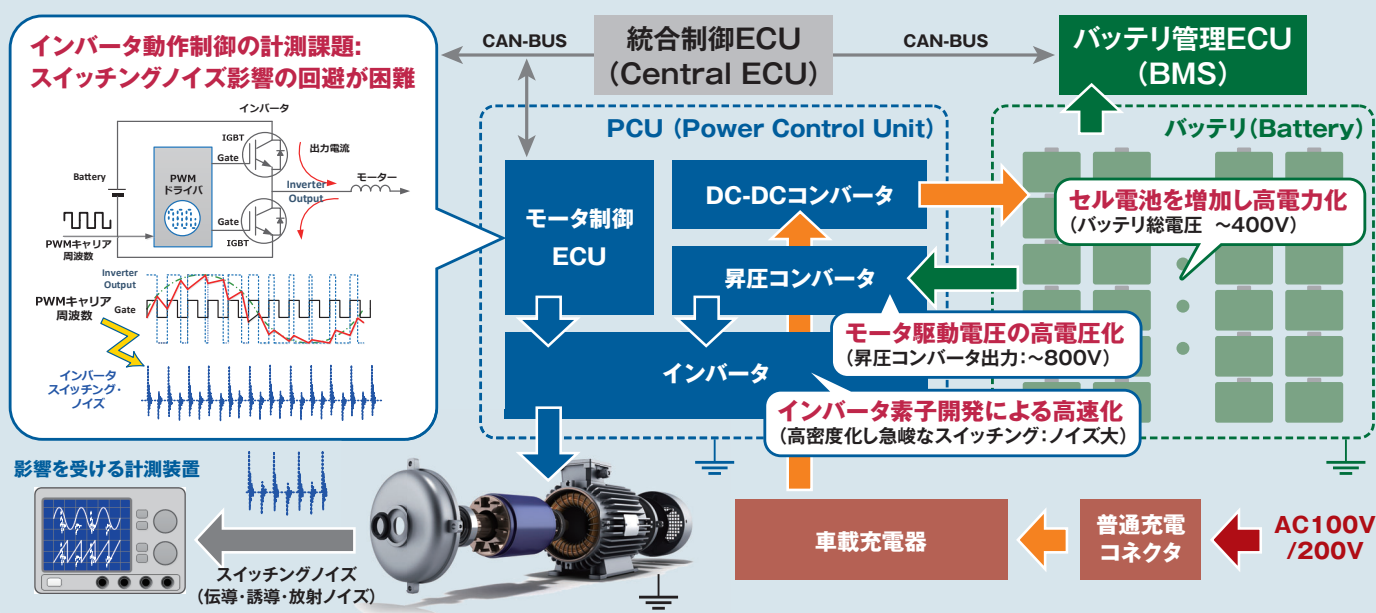 インバータ動作制御の計測課題:
スイッチングノイズ影響の回避が困難
インバータ
IGBT
Gate
出力電流
Battery
PWM
ドライバ
Inverter
Output
モーター
Gate
IGBT
PWMキャリア
周波数
Inverter
Output
PWMキャリア
周波数
Gate
インバータ
スイッチング・
ノイズ
CAN-BUS
統合制御ECU
(Central ECU)
CAN-BUS
バッテリ管理ECU
(BMS)
PCU (Power Control Unit)
モータ制御
ECU
DC-DCコンバータ
昇圧コンバータ
モータ駆動電圧の高電圧化
(昇圧コンバータ出力:~800V)
インバータ
インバータ素子開発による高速化
(高密度化し急峻なスイッチング:ノイズ大)
バッテリ(Battery)
セル電池を増加し高電力化
(バッテリ総電圧 ~400V)
影響を受ける計測装置
スイッチングノイズ
(伝導・誘導・放射ノイズ)
車載充電器
普通充電
コネクタ
AC100V
/200V